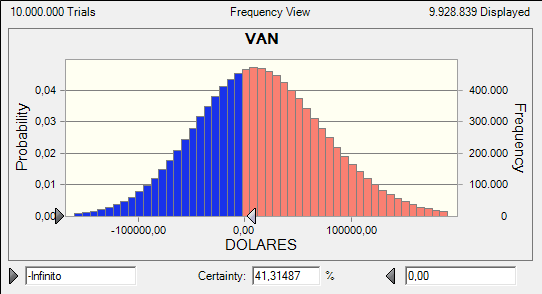 10.000.000 Trials Frequency View 9.928.839 Displayed
VAN
0,04 400.000
0,03 300.000
0,02 200.000
0,01 100.000
0,00 0
Probability
Frequency
-100000,00 0,00 100000,00
DOLARES
-Infinito Certainty: 41,31487 % 0,00